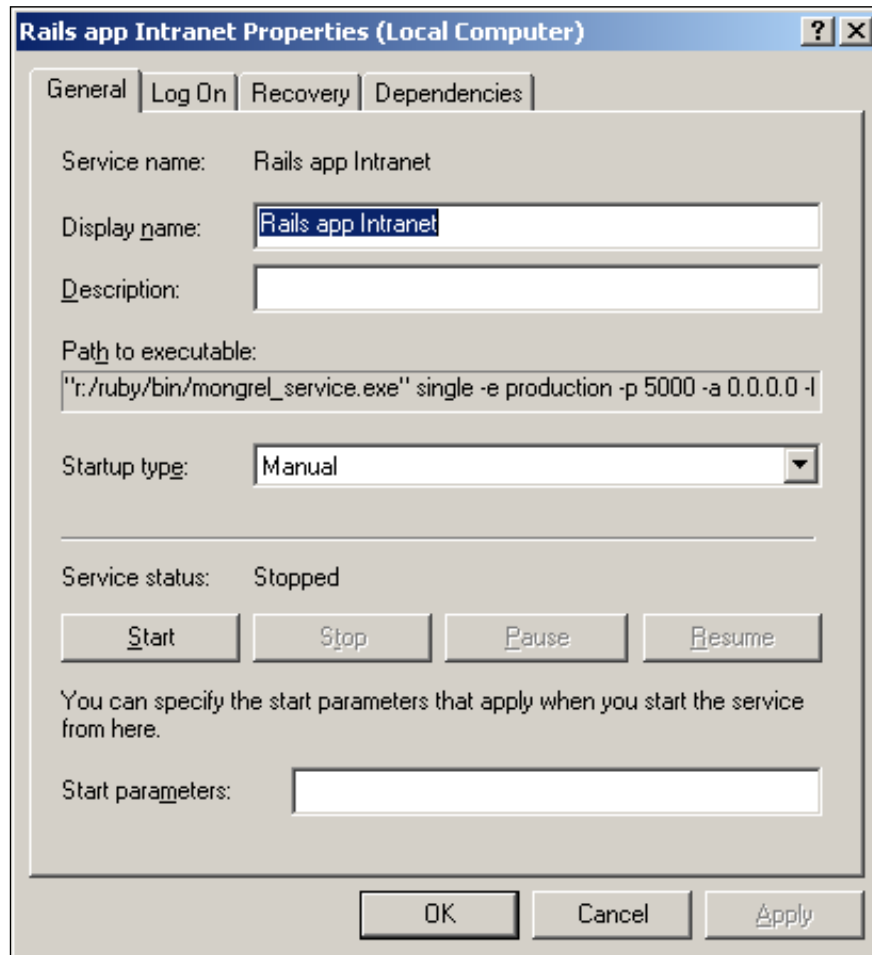 Rails app Intranet Properties (Local Computer)
General Log On Recovery Dependencies
Service name: Rails app Intranet
Display name: Rails app Intranet
Description:
Path to executable:
"r:/ruby/bin/mongrel_service.exe" single -e production -p 5000 -a 0.0.0.0 -l
Startup type: Manual
Service status: Stopped
Start Stop Pause Resume
You can specify the start parameters that apply when you start the service
from here.
Start parameters:
OK Cancel Apply